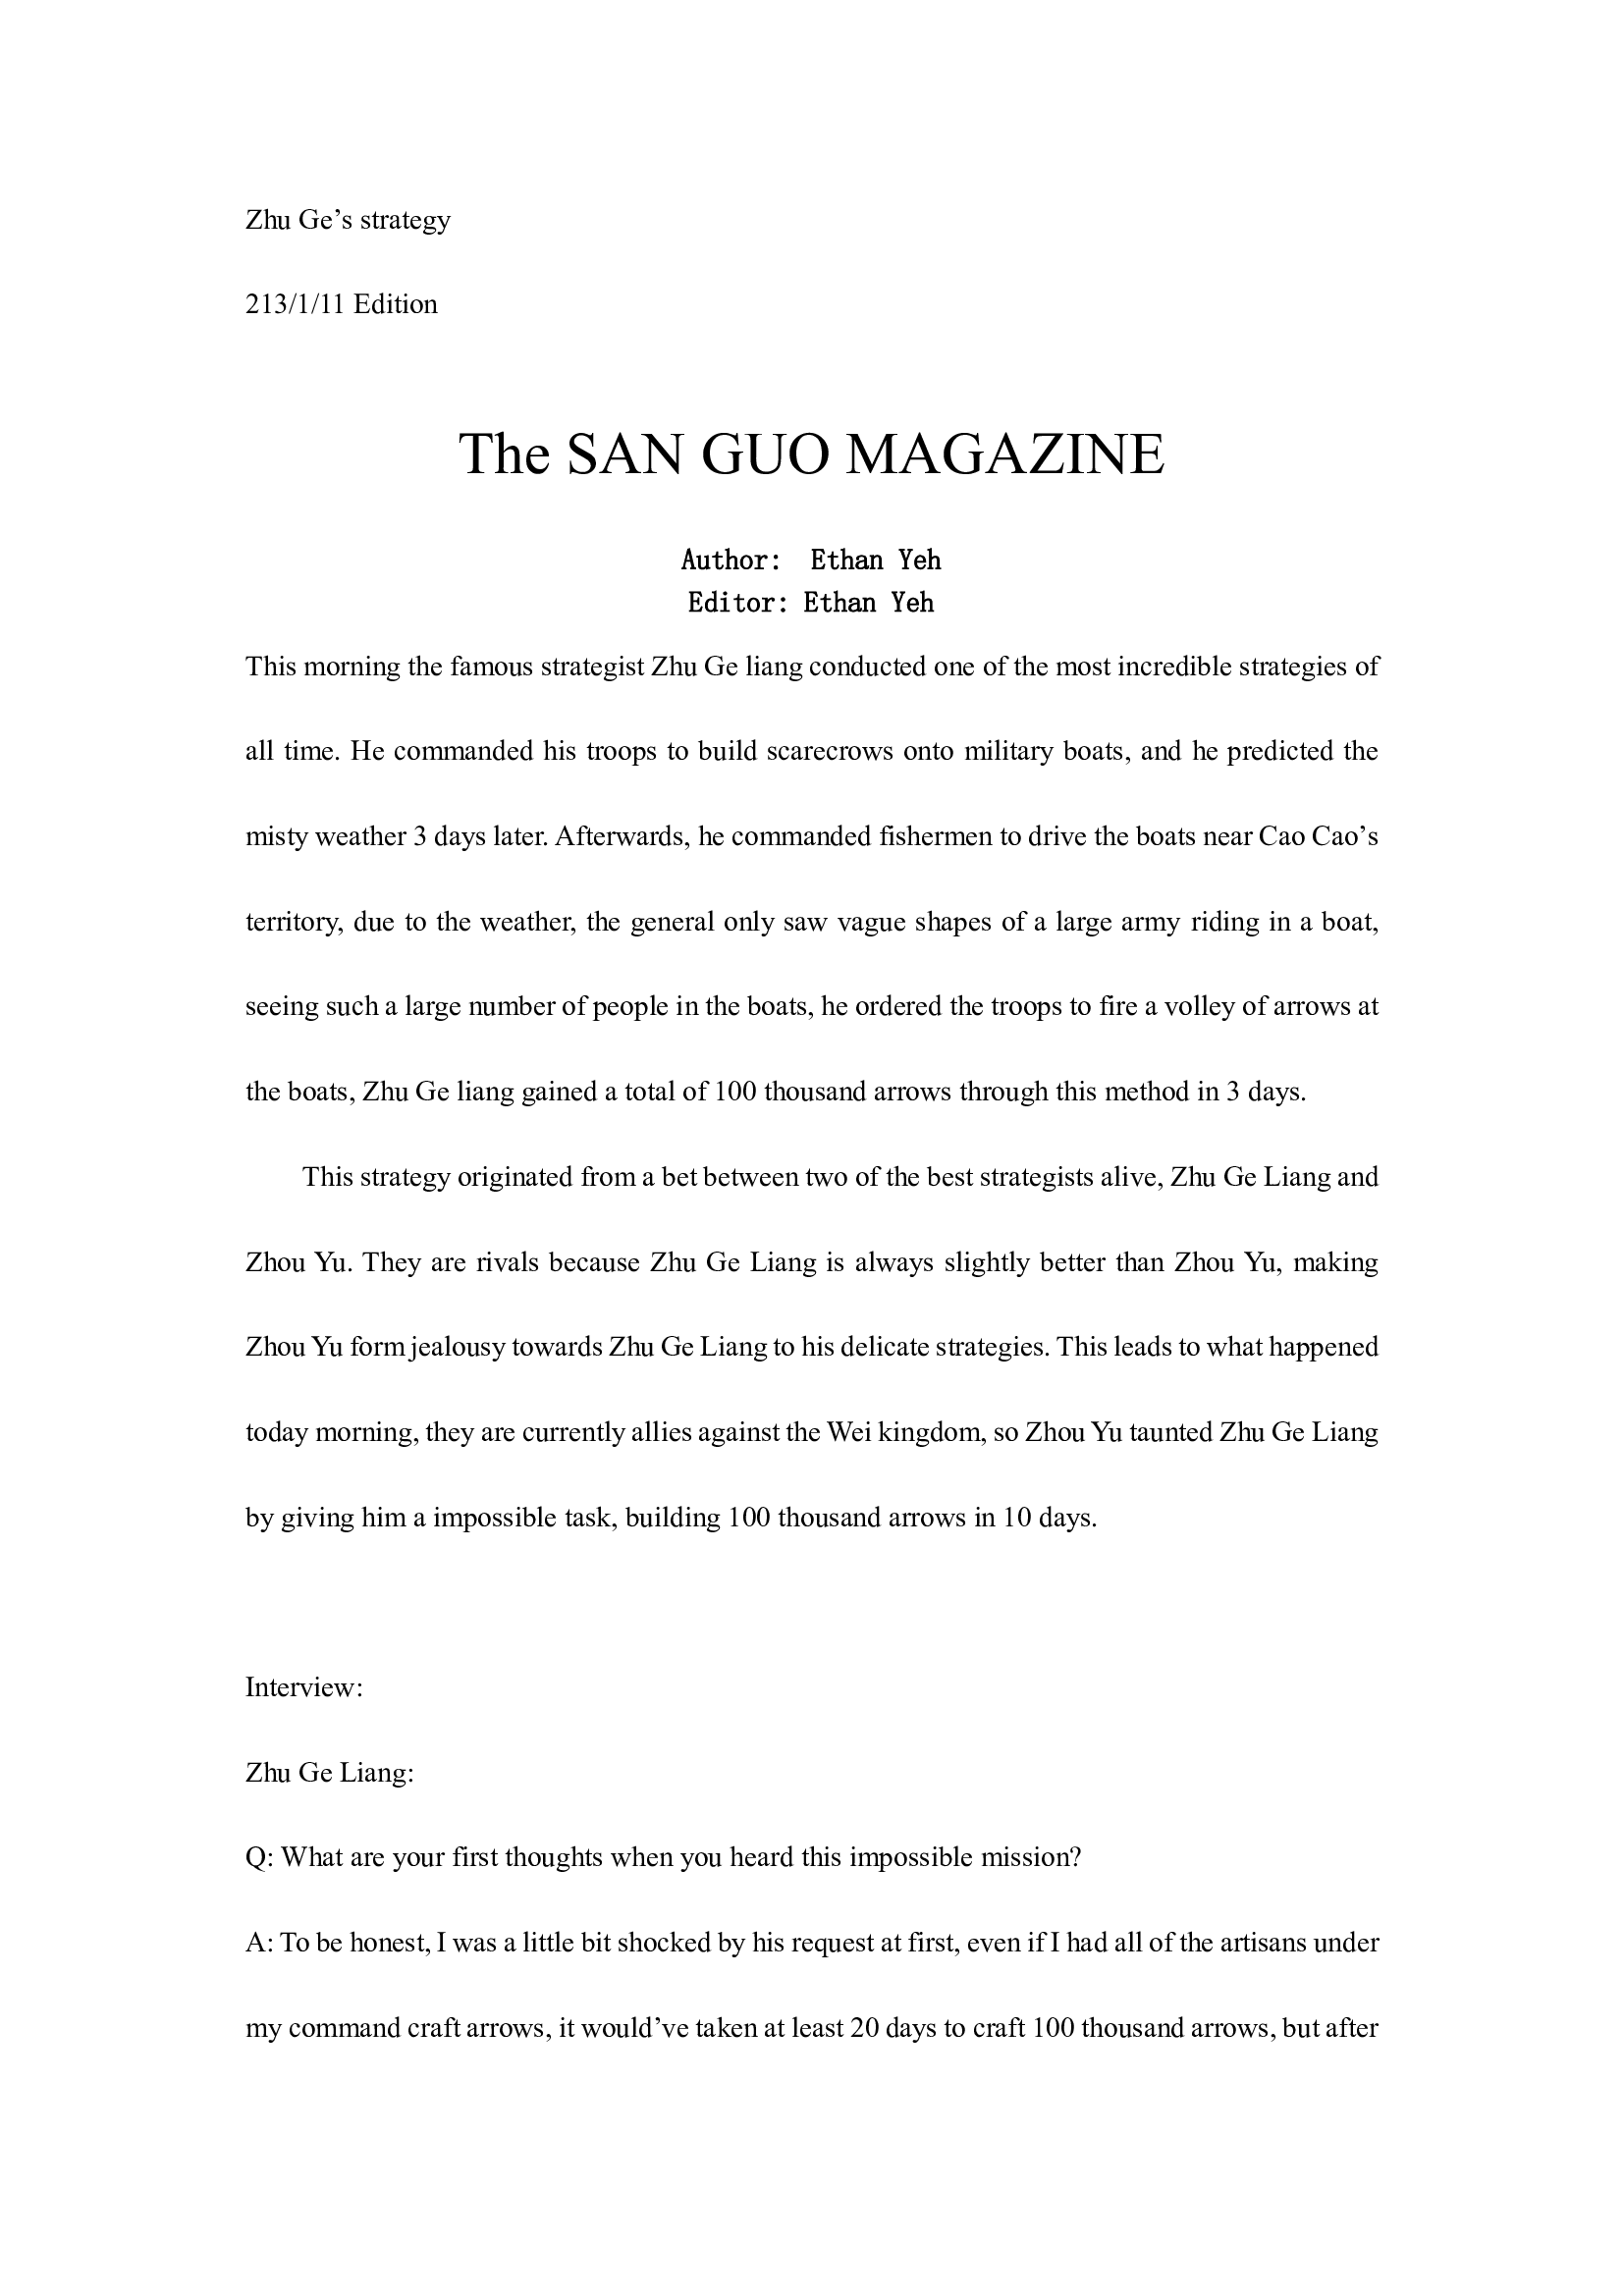 Zhu Ge’s strategy
213/1/11 Edition
The SAN GUO MAGAZINE
Author:  Ethan Yeh
Editor: Ethan Yeh
This morning the famous strategist Zhu Ge liang conducted one of the most incredible strategies of
all time. He commanded his troops to build scarecrows onto military boats, and he predicted the
misty weather 3 days later. Afterwards, he commanded fishermen to drive the boats near Cao Cao’s
territory, due to the weather, the general only saw vague shapes of a large army riding in a boat,
seeing such a large number of people in the boats, he ordered the troops to fire a volley of arrows at
the boats, Zhu Ge liang gained a total of 100 thousand arrows through this method in 3 days.
This strategy originated from a bet between two of the best strategists alive, Zhu Ge Liang and
Zhou Yu. They are rivals because Zhu Ge Liang is always slightly better than Zhou Yu, making
Zhou Yu form jealousy towards Zhu Ge Liang to his delicate strategies. This leads to what happened
today morning, they are currently allies against the Wei kingdom, so Zhou Yu taunted Zhu Ge Liang
by giving him a impossible task, building 100 thousand arrows in 10 days.
Interview:
Zhu Ge Liang:
Q: What are your first thoughts when you heard this impossible mission?
A: To be honest, I was a little bit shocked by his request at first, even if I had all of the artisans under
my command craft arrows, it would’ve taken at least 20 days to craft 100 thousand arrows, but after